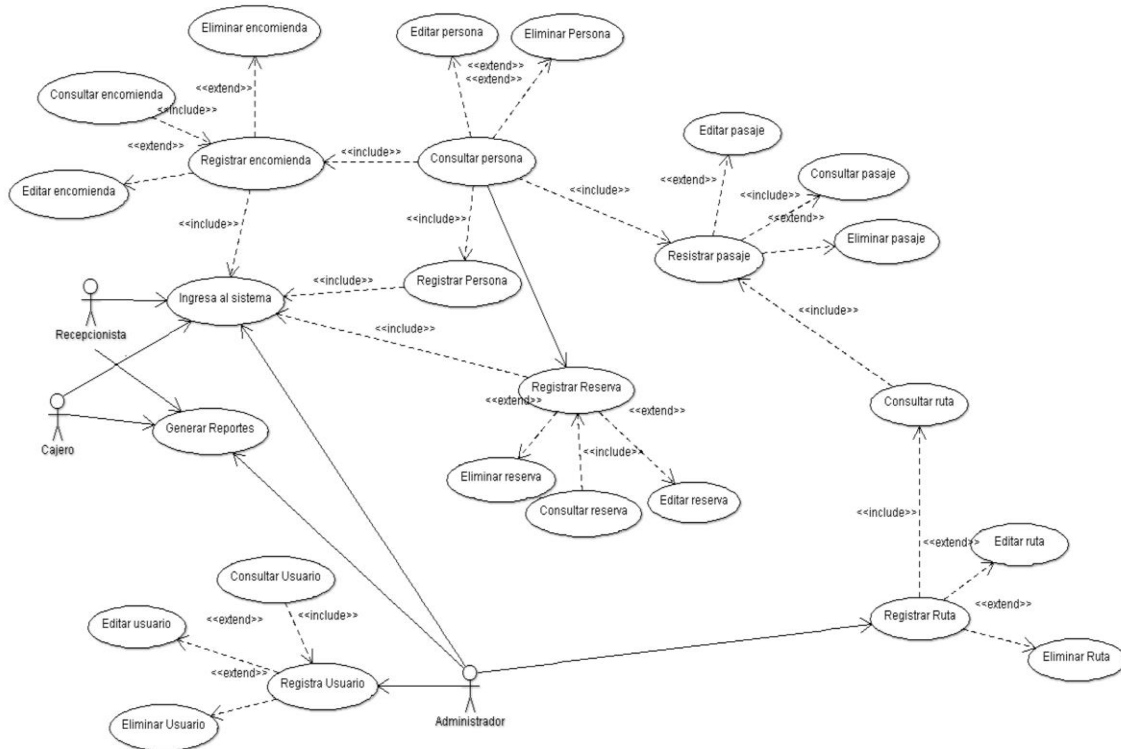 Eliminar encomienda
Editar persona
Eliminar Persona
<<extend>>
<<extend>>
<<extend>>
Consultar encomienda
<<include>>
<<extend>>
Registrar encomienda
<<include>>
Consultar persona
Editar encomienda
Editar pasaje
<<extend>>
<<include>>
Consultar pasaje
<<extend>>
Eliminar pasaje
<<include>>
Resistrar pasaje
<<include>>
<<include>>
Registrar Persona
<<include>>
Ingresa al sistema
Recepcionista
<<include>>
<<include>>
Registrar Reserva
<<extend>>
<<extend>>
Consultar ruta
Cajero
Generar Reportes
<<include>>
Eliminar reserva
Consultar reserva
Editar reserva
<<include>>
<<extend>>
Editar ruta
Consultar Usuario
<<extend>>
<<include>>
Editar usuario
<<extend>>
Registrar Ruta
<<extend>>
Eliminar Ruta
Registra Usuario
Eliminar Usuario
Administrador